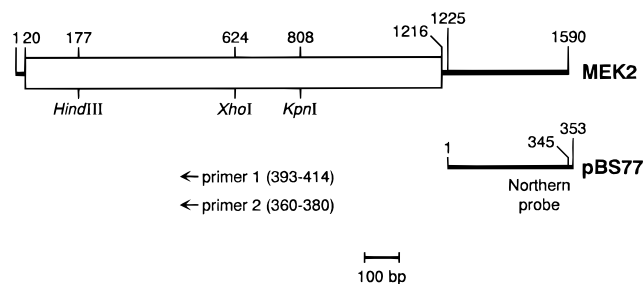 1 20 177 624 808 1216 1225 1590
MEK2
HindIII XhoI KpnI
1 345 353
pBS77
Northern
probe
← primer 1 (393-414)
← primer 2 (360-380)
100 bp